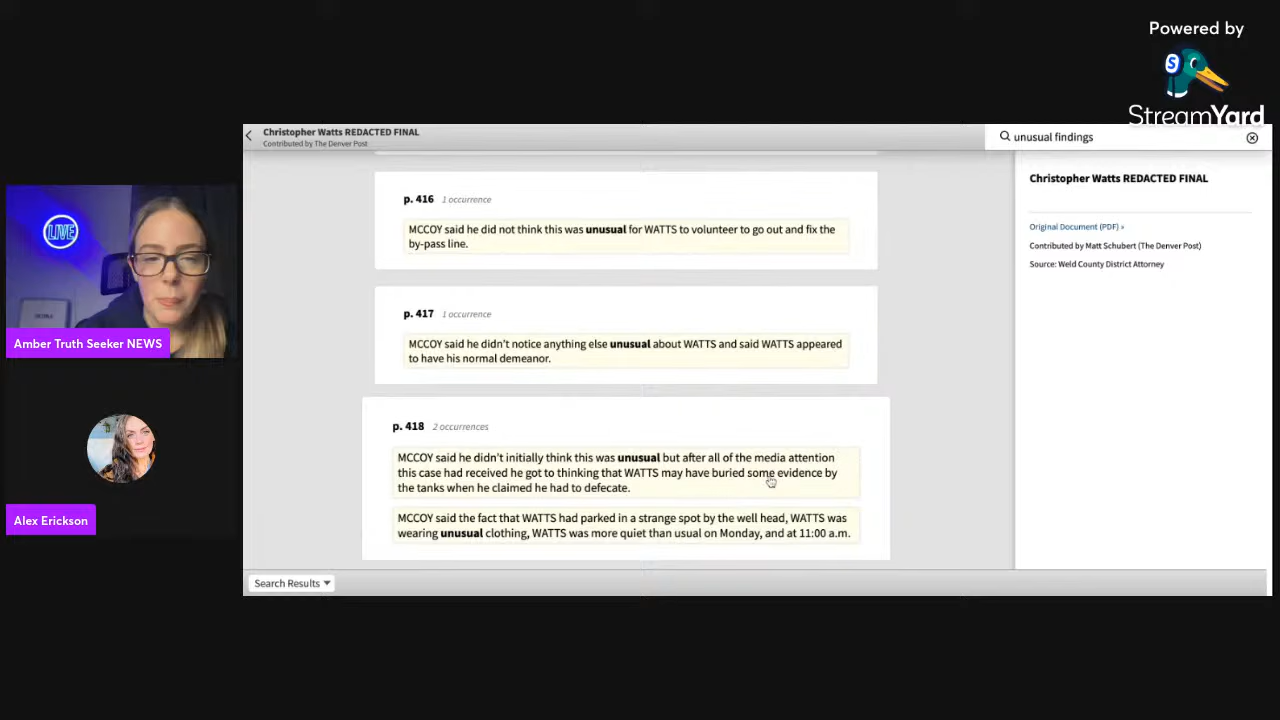 Powered by
S
StreamYard
Christopher Watts REDACTED FINAL
Contributed by The Denver Post
unusual findings
p. 416 1 occurrence
MCCOY said he did not think this was unusual for WATTS to volunteer to go out and fix the
by-pass line.
p. 417 1 occurrence
MCCOY said he didn't notice anything else unusual about WATTS and said WATTS appeared
to have his normal demeanor.
p. 418 2 occurrences
MCCOY said he didn't initially think this was unusual but after all of the media attention
this case had received he got to thinking that WATTS may have buried some evidence by
the tanks when he claimed he had to defecate.
MCCOY said the fact that WATTS had parked in a strange spot by the well head, WATTS was
wearing unusual clothing, WATTS was more quiet than usual on Monday, and at 11:00 a.m.
Search Results
Christopher Watts REDACTED FINAL
Original Document (PDF) »
Contributed by Matt Schubert (The Denver Post)
Source: Weld County District Attorney
LIVE
Amber Truth Seeker NEWS
Alex Erickson